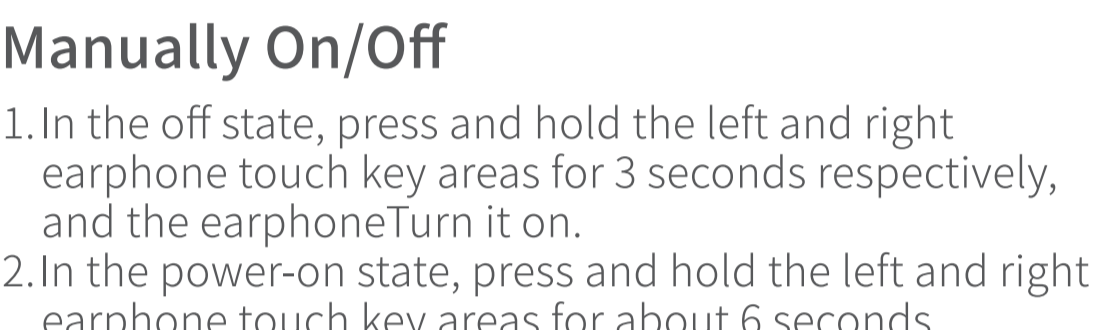 Manually On/Off
1.In the off state, press and hold the left and right
earphone touch key areas for 3 seconds respectively,
and the earphoneTurn it on.
2.In the power-on state, press and hold the left and right
earphone touch key areas for about 6 seconds